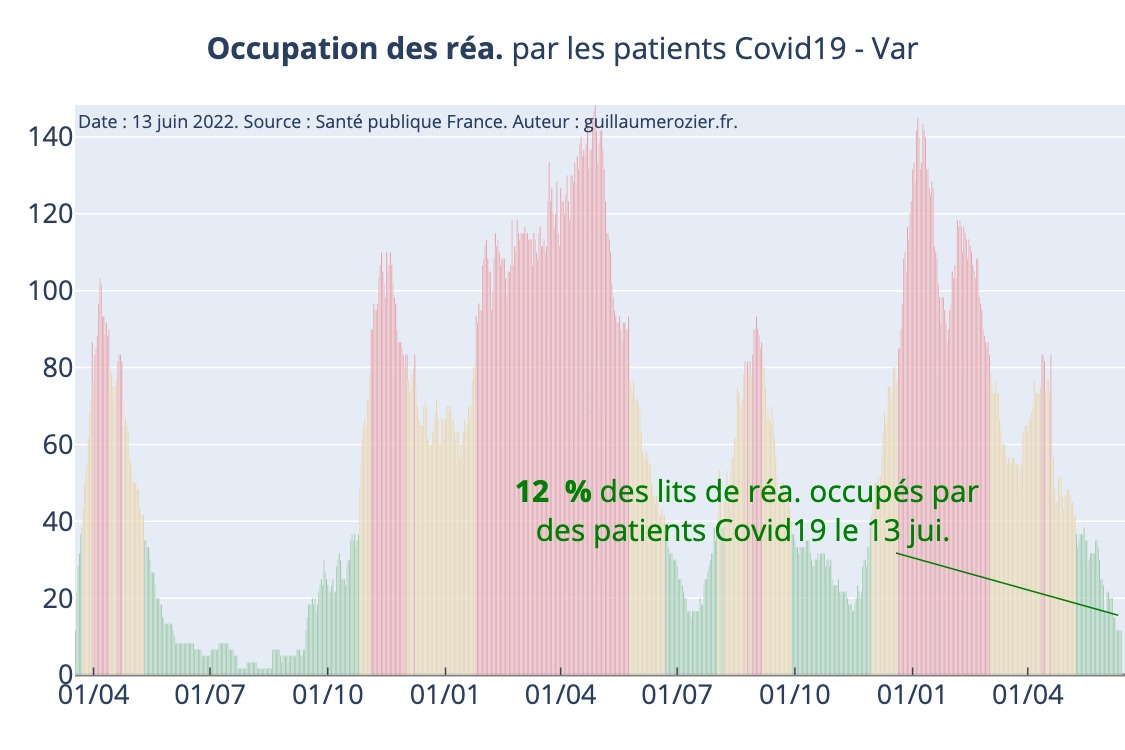 Occupation des réa. par les patients Covid19 - Var
Date : 13 juin 2022. Source : Santé publique France. Auteur : guillaumerozier.fr.
140
120
100
80
60
40
20
0
12 % des lits de réa. occupés par
des patients Covid19 le 13 jui.
01/04 01/07 01/10 01/01 01/04 01/07 01/10 01/01 01/04